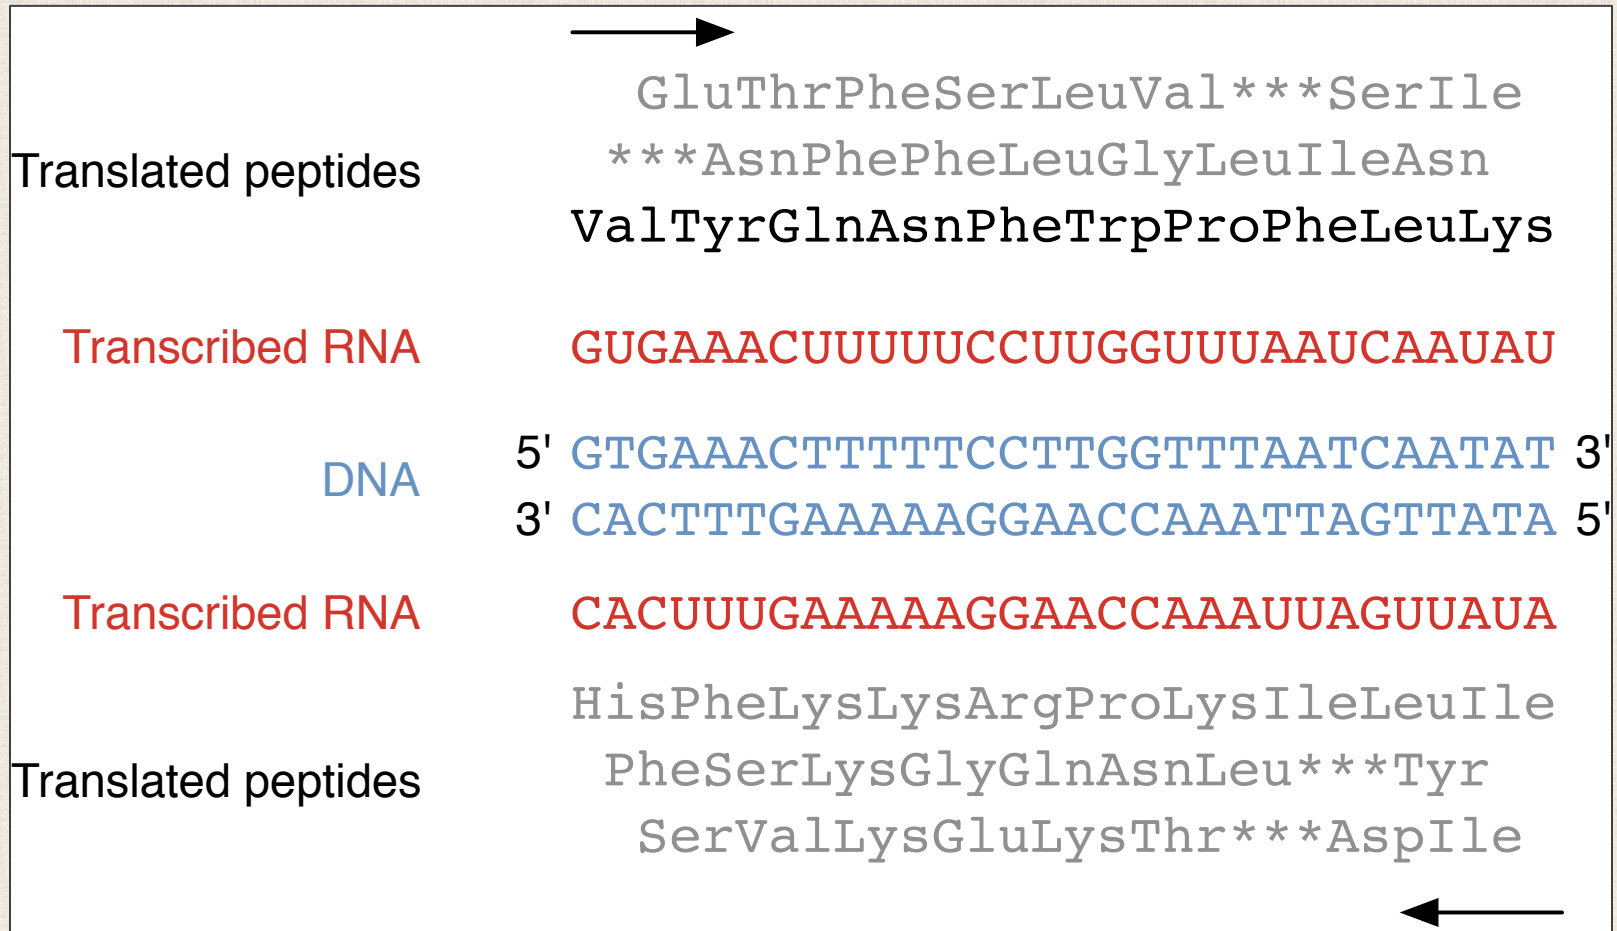 GluThrPheSerLeuVal***SerIle
Translated peptides ***AsnPhePheLeuGlyLeuIleAsn
ValTyrGlnAsnPheTrpProPheLeuLys
Transcribed RNA GUGAAACUUUUUCCUUGGUUUAAUCAAUAU
5' GTGAAACTTTTTCCTTGGTTTAATCAATAT 3'
DNA
3' CACTTTGAAAAAGGAACCAAATTAGTTATA 5'
Transcribed RNA CACUUUGAAAAAGGAACCAAAUUAGUUAUA
HisPheLysLysArgProLysIleLeuIle
Translated peptides PheSerLysGlyGlnAsnLeu***Tyr
SerValLysGluLysThr***AspIle